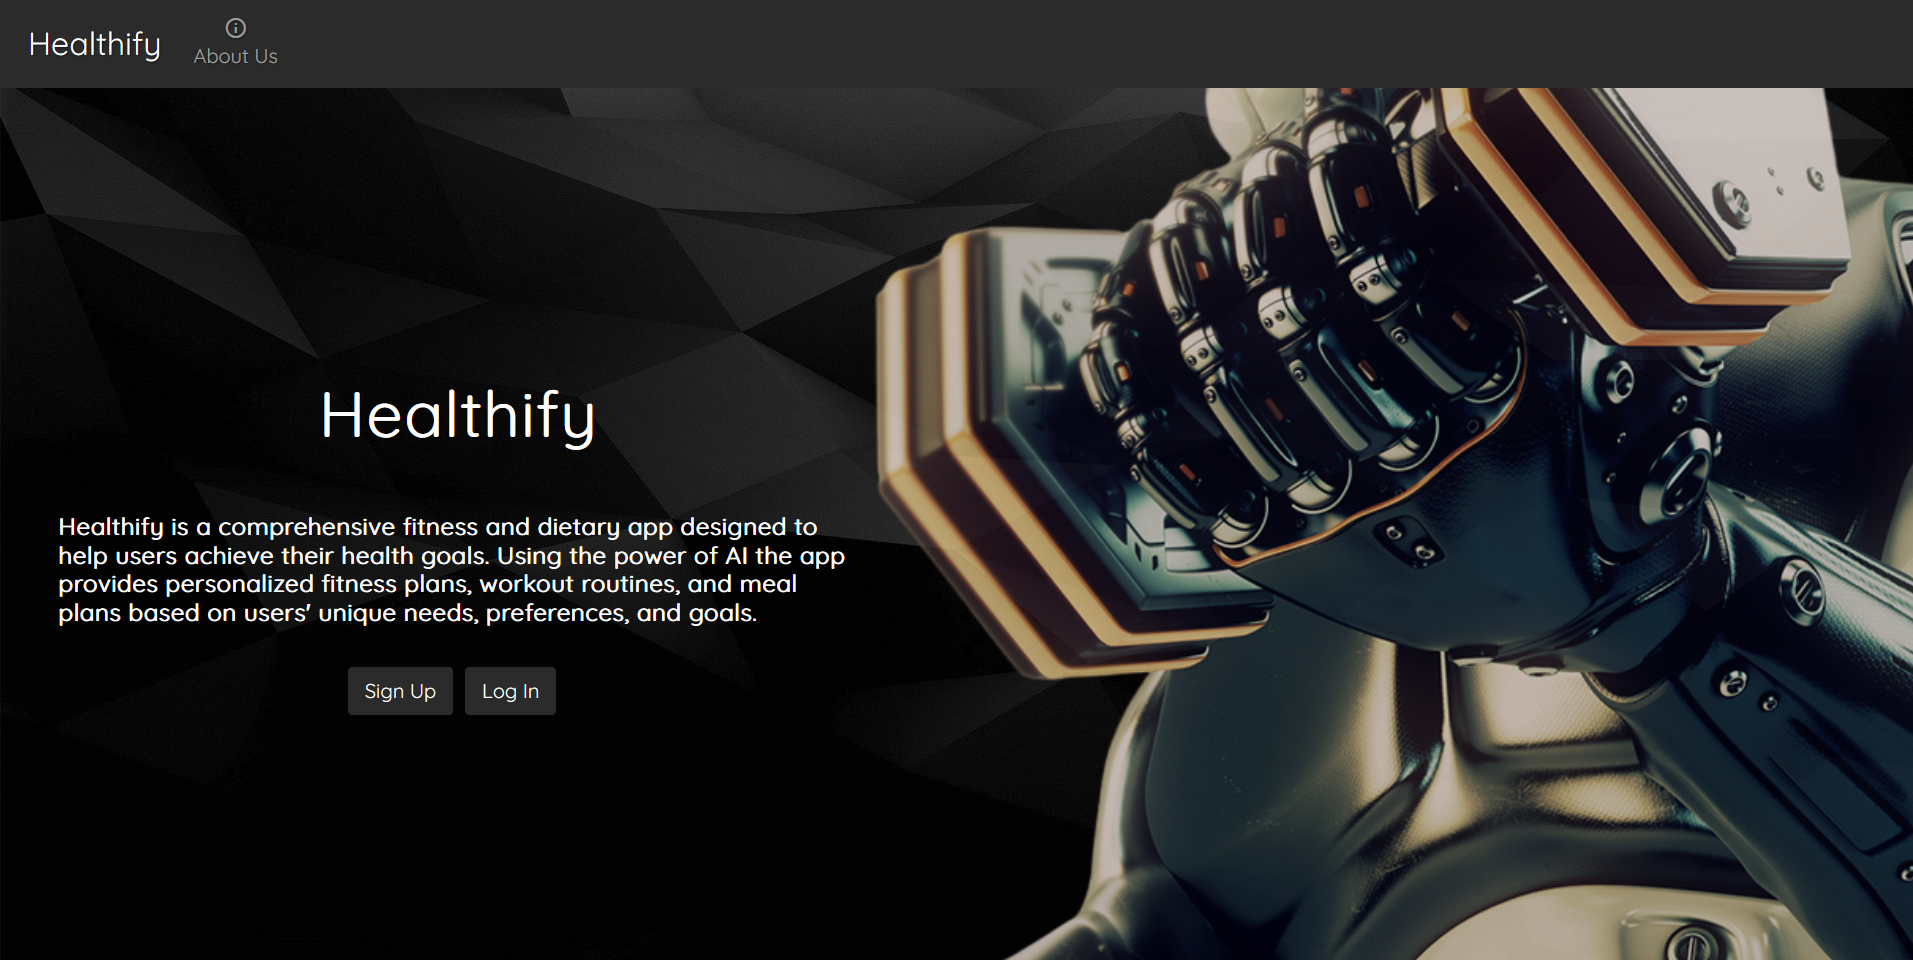 Healthify
About Us
Healthify
Healthify is a comprehensive fitness and dietary app designed to
help users achieve their health goals. Using the power of AI the app
provides personalized fitness plans, workout routines, and meal
plans based on users' unique needs, preferences, and goals.
Sign Up
Log In